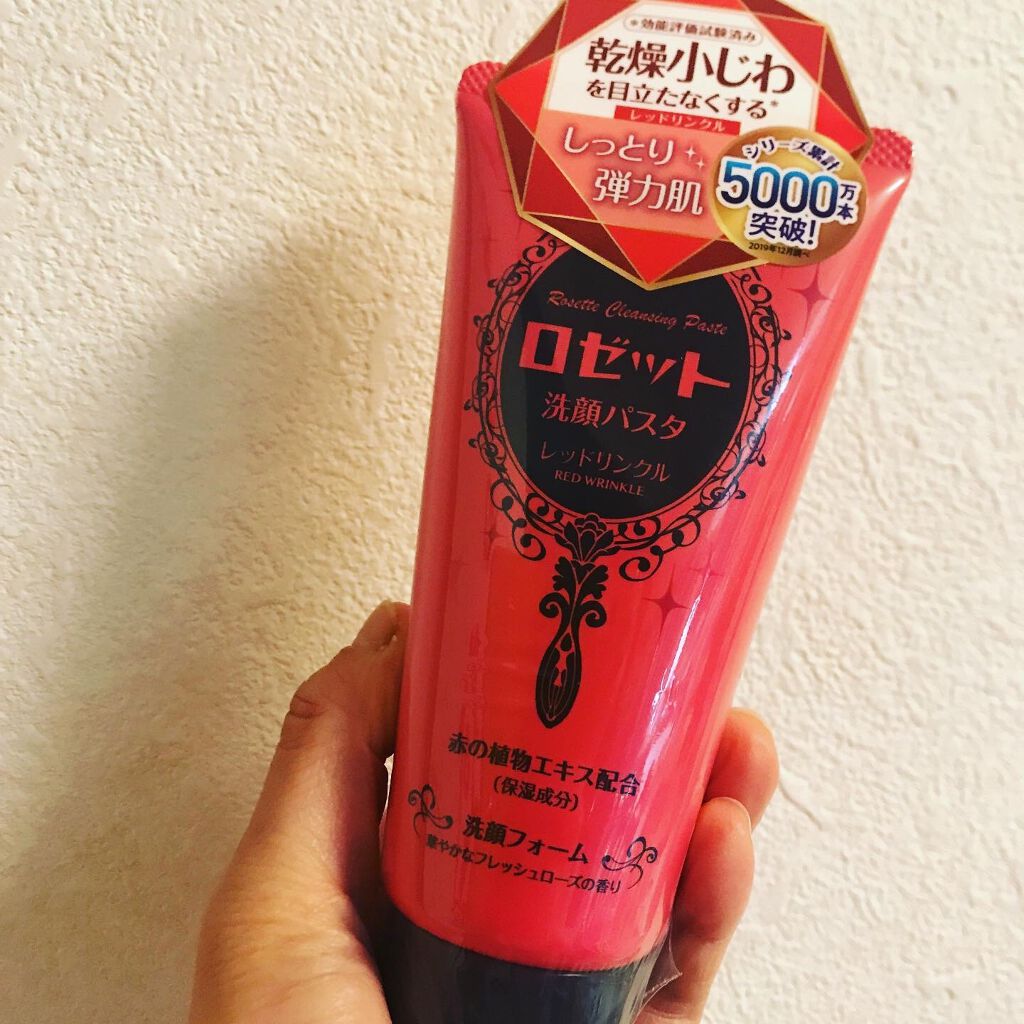 *効能評価試験済み
乾燥小じわ
を目立たなくする*
レッドリンクル
しっとり
弾力肌
シリーズ累計
5000万本
突破!
2019年12月調べ
Rosette Cleansing Paste
ロゼット
洗顔パスタ
レッドリンクル
RED WRINKLE
赤の植物エキス配合
(保湿成分)
洗顔フォーム
華やかなフレッシュローズの香り